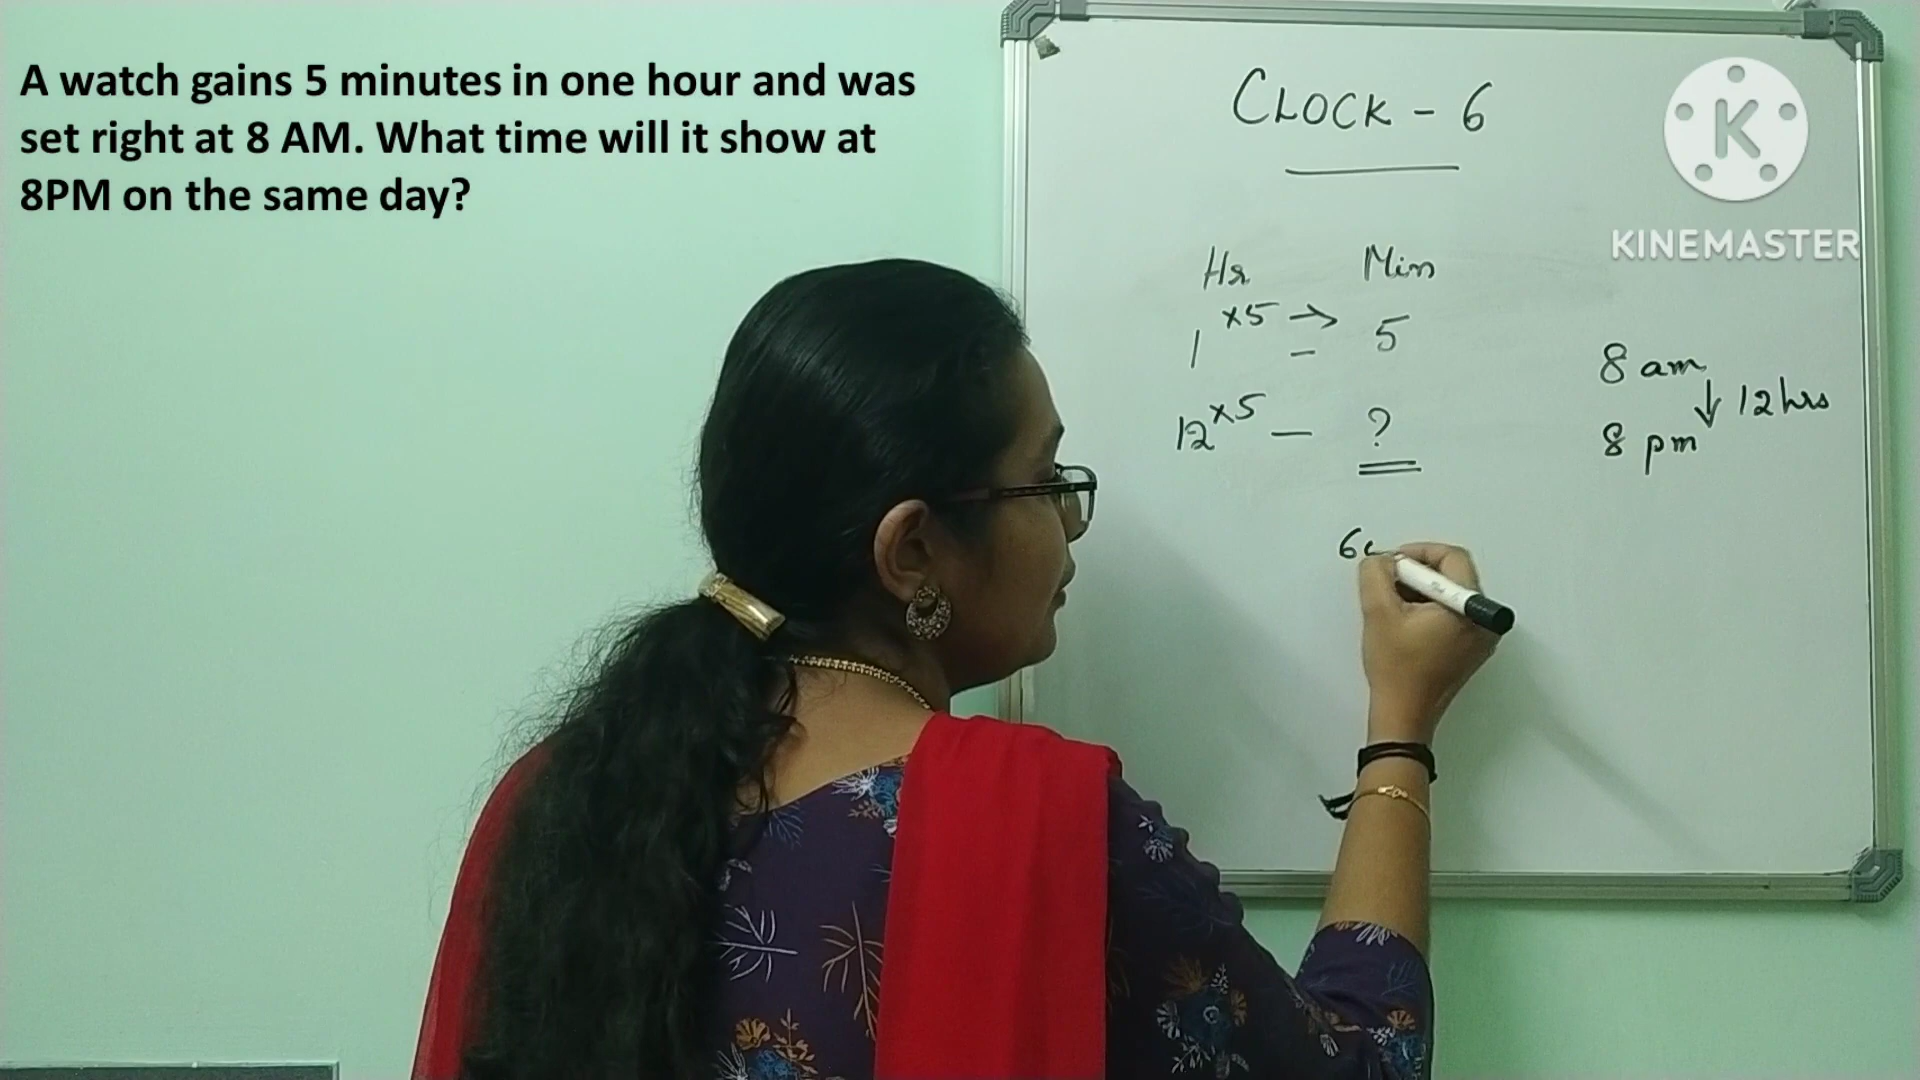 A watch gains 5 minutes in one hour and was
set right at 8 AM. What time will it show at
8PM on the same day?
CLOCK - 6
K
KINEMASTER
Hr Min
1 ×5 → - 5
12 ×5 - ?
8 am
↓ 12 hrs
8 pm